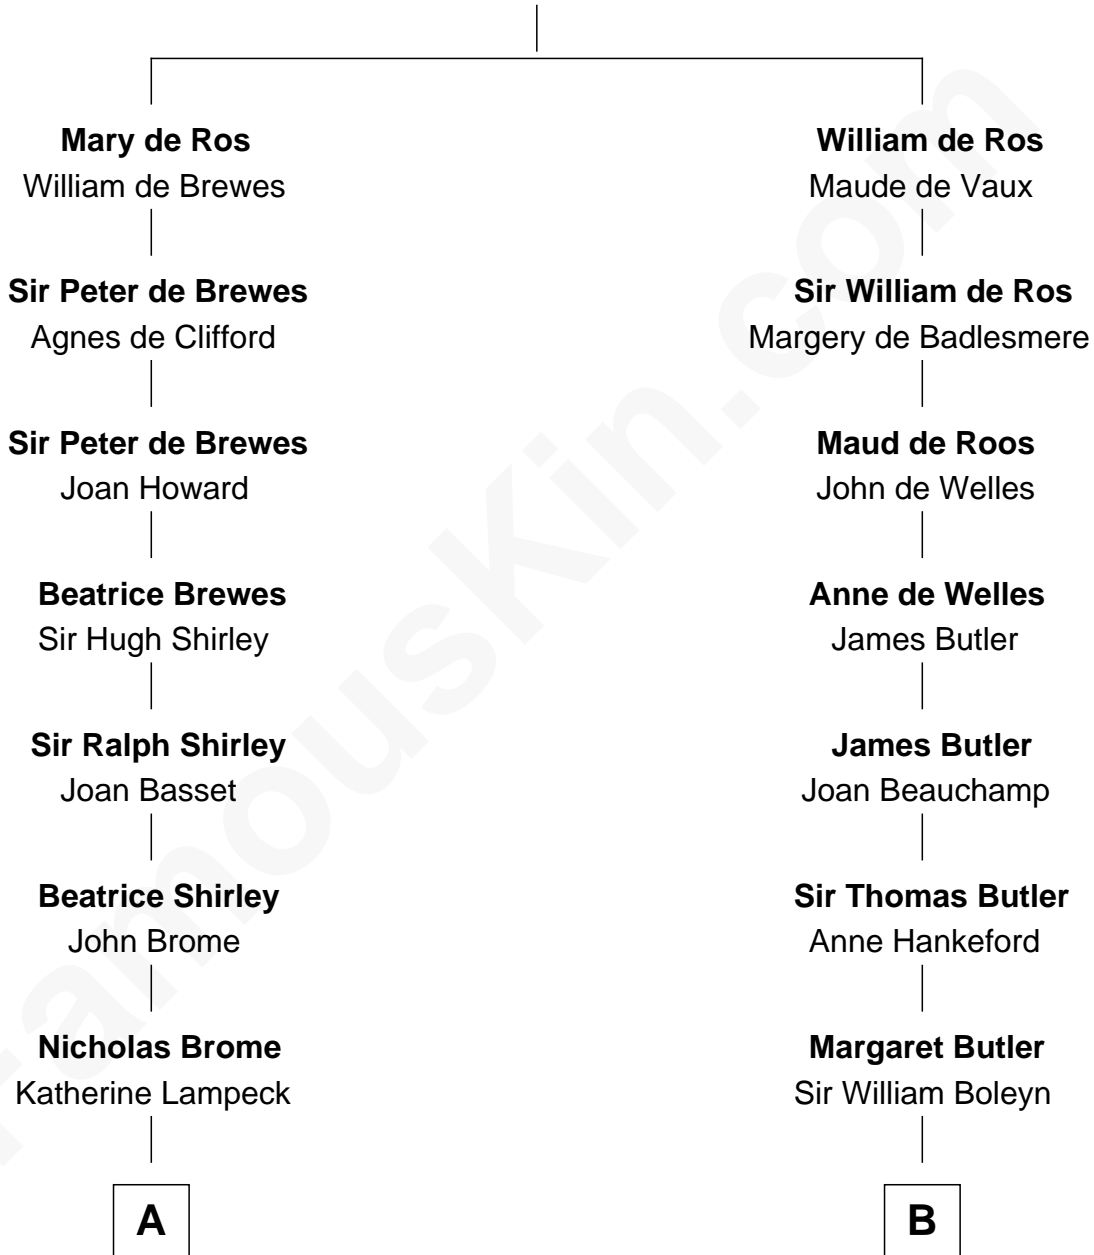 Mary de Ros
William de Brewes
Sir Peter de Brewes
Agnes de Clifford
Sir Peter de Brewes
Joan Howard
Beatrice Brewes
Sir Hugh Shirley
Sir Ralph Shirley
Joan Basset
Beatrice Shirley
John Brome
Nicholas Brome
Katherine Lampeck
A
William de Ros
Maude de Vaux
Sir William de Ros
Margery de Badlesmere
Maud de Roos
John de Welles
Anne de Welles
James Butler
James Butler
Joan Beauchamp
Sir Thomas Butler
Anne Hankeford
Margaret Butler
Sir William Boleyn
B
FamousKin.com